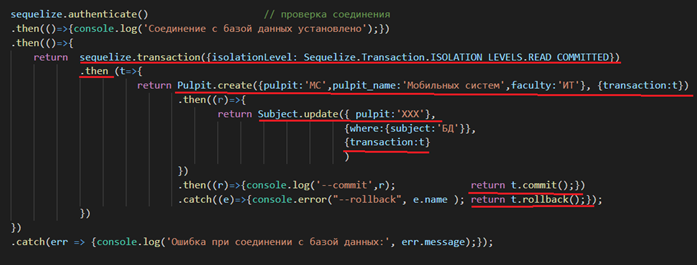 sequelize.authenticate() // проверка соединения
.then(()=>{console.log('Соединение с базой данных установлено');})
.then(()=>{
return sequelize.transaction({isolationLevel: Sequelize.Transaction.ISOLATION_LEVELS.READ_COMMITTED})
.then (t=>{
return Pulpit.create({pulpit:'МС',pulpit_name:'Мобильных систем',faculty:'ИТ'}, {transaction:t})
.then((r)=>{
return Subject.update({ pulpit:'XXX'},
{where:{subject:'БД'}},
{transaction:t}
)
})
.then((r)=>{console.log('--commit',r); return t.commit();})
.catch((e)=>{console.error("--rollback", e.name ); return t.rollback();});
})
})
.catch(err => {console.log('Ошибка при соединении с базой данных:', err.message);});